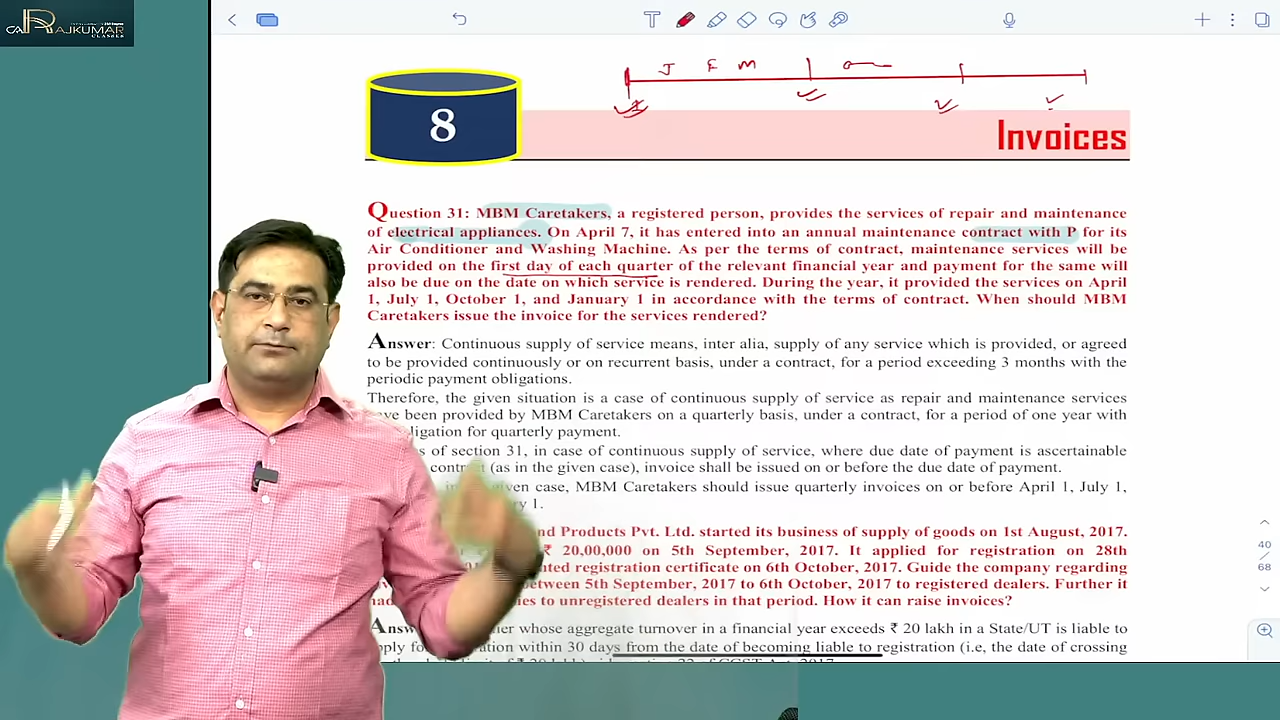 CA RAJKUMAR
CLASSES
J F M
8
Invoices
Question 31: MBM Caretakers, a registered person, provides the services of repair and maintenance
of electrical appliances. On April 7, it has entered into an annual maintenance contract with P for its
Air Conditioner and Washing Machine. As per the terms of contract, maintenance services will be
provided on the first day of each quarter of the relevant financial year and payment for the same will
also be due on the date on which service is rendered. During the year, it provided the services on April
1, July 1, October 1, and January 1 in accordance with the terms of contract. When should MBM
Caretakers issue the invoice for the services rendered?
Answer: Continuous supply of service means, inter alia, supply of any service which is provided, or agreed
to be provided continuously or on recurrent basis, under a contract, for a period exceeding 3 months with the
periodic payment obligations.
Therefore, the given situation is a case of continuous supply of service as repair and maintenance services
have been provided by MBM Caretakers on a quarterly basis, under a contract, for a period of one year with
ligation for quarterly payment.
s of section 31, in case of continuous supply of service, where due date of payment is ascertainable
contract (as in the given case), invoice shall be issued on or before the due date of payment.
given case, MBM Caretakers should issue quarterly invoices on or before April 1, July 1,
y 1.
nd Products Pvt. Ltd. started its business of supply of goods on 1st August, 2017.
₹ 20,00,000 on 5th September, 2017. It applied for registration on 28th
ted registration certificate on 6th October, 2017. Guide the company regarding
between 5th September, 2017 to 6th October, 2017 to registered dealers. Further it
ies to unregistered dealers in that period. How it can raise invoices?
Answ er whose aggregate turnover in a financial year exceeds ₹ 20 lakh in a State/UT is liable to
apply for ation within 30 days from the date of becoming liable to registration (i.e. the date of crossing
40
68